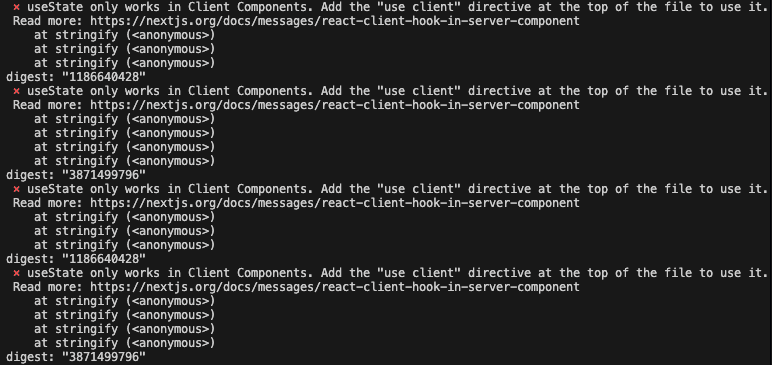 × useState only works in Client Components. Add the "use client" directive at the top of the file to use it.
Read more: https://nextjs.org/docs/messages/react-client-hook-in-server-component
at stringify (<anonymous>)
at stringify (<anonymous>)
at stringify (<anonymous>)
digest: "1186640428"
× useState only works in Client Components. Add the "use client" directive at the top of the file to use it.
Read more: https://nextjs.org/docs/messages/react-client-hook-in-server-component
at stringify (<anonymous>)
at stringify (<anonymous>)
at stringify (<anonymous>)
at stringify (<anonymous>)
digest: "3871499796"
× useState only works in Client Components. Add the "use client" directive at the top of the file to use it.
Read more: https://nextjs.org/docs/messages/react-client-hook-in-server-component
at stringify (<anonymous>)
at stringify (<anonymous>)
at stringify (<anonymous>)
digest: "1186640428"
× useState only works in Client Components. Add the "use client" directive at the top of the file to use it.
Read more: https://nextjs.org/docs/messages/react-client-hook-in-server-component
at stringify (<anonymous>)
at stringify (<anonymous>)
at stringify (<anonymous>)
at stringify (<anonymous>)
digest: "3871499796"